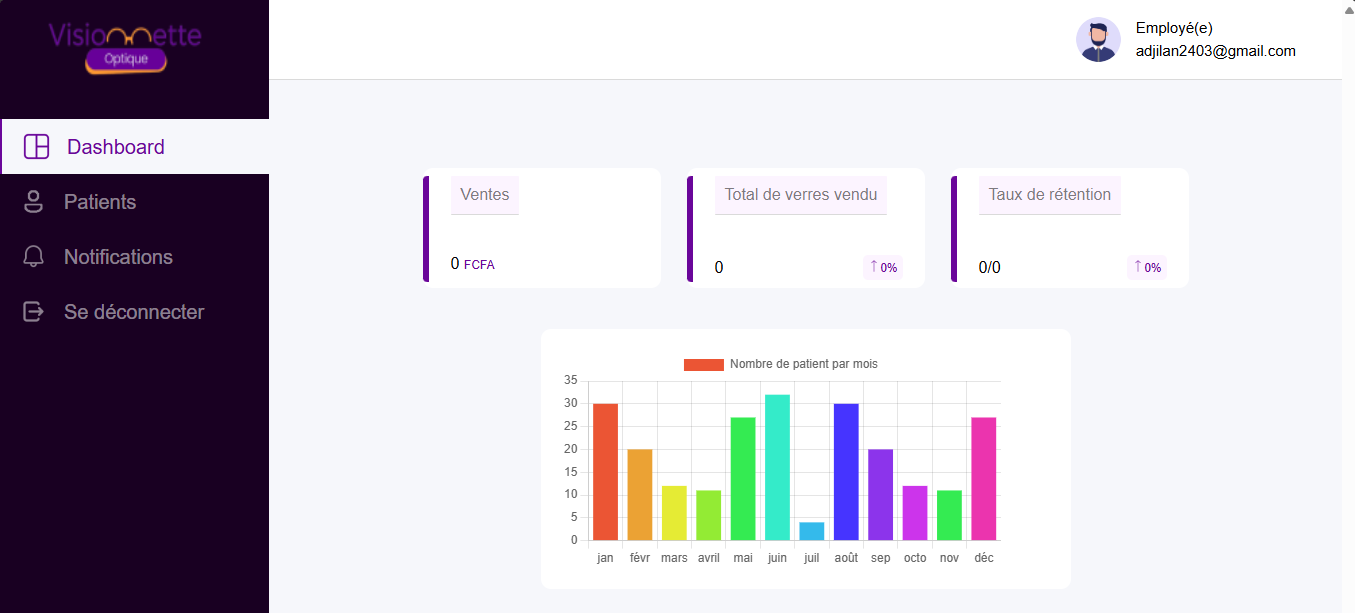 Visionnette
Optique
Employé(e)
adjilan2403@gmail.com
Dashboard
Patients
Notifications
Se déconnecter
Ventes
0 FCFA
Total de verres vendu
0
↑ 0%
Taux de rétention
0/0
↑ 0%
Nombre de patient par mois
35
30
25
20
15
10
5
0
jan févr mars avril mai juin juil août sep octo nov déc